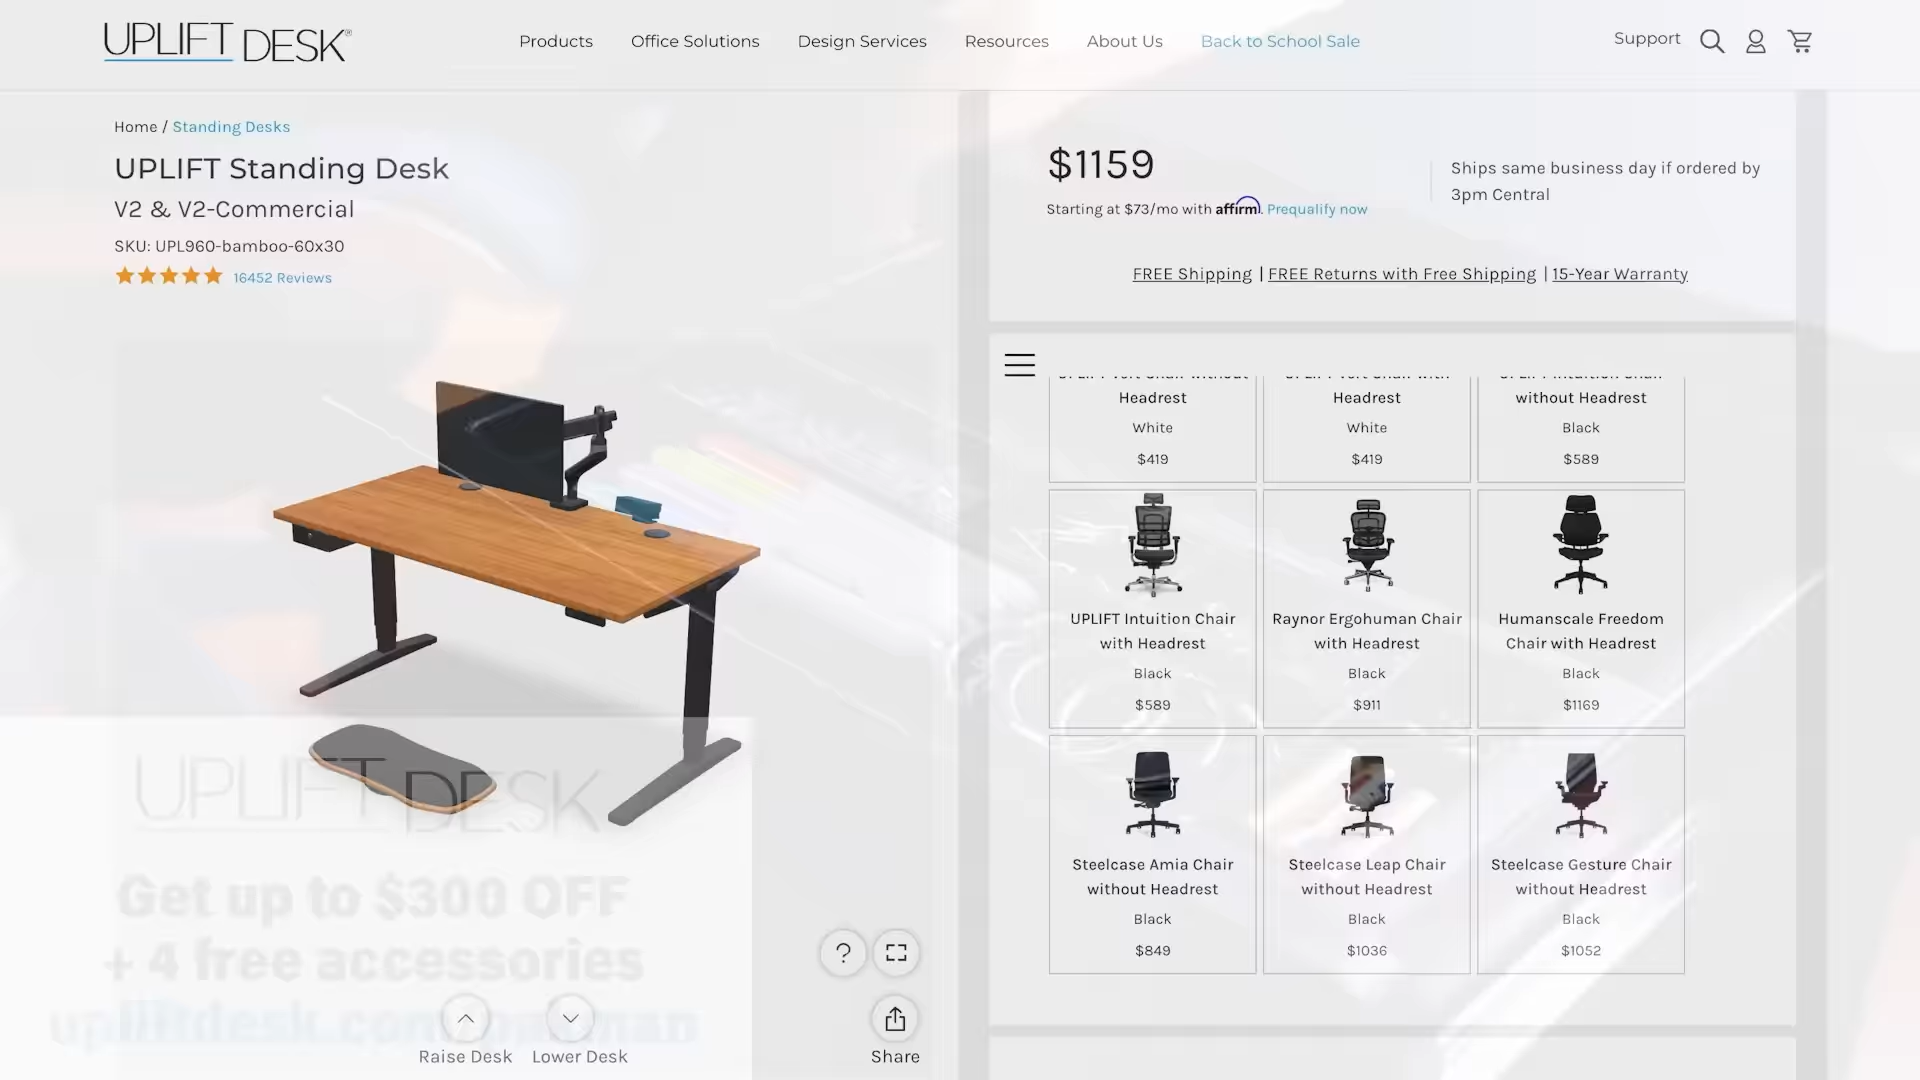 UPLIFT DESK®
Products
Office Solutions
Design Services
Resources
About Us
Back to School Sale
Support
Home / Standing Desks
UPLIFT Standing Desk
V2 & V2-Commercial
SKU: UPL960-bamboo-60x30
16452 Reviews
$1159
Starting at $73/mo with affirm. Prequalify now
Ships same business day if ordered by
3pm Central
FREE Shipping | FREE Returns with Free Shipping | 15-Year Warranty
Headrest
White
$419
Headrest
White
$419
without Headrest
Black
$589
UPLIFT Intuition Chair
with Headrest
Black
$589
Raynor Ergohuman Chair
with Headrest
Black
$911
Humanscale Freedom
Chair with Headrest
Black
$1169
Steelcase Amia Chair
without Headrest
Black
$849
Steelcase Leap Chair
without Headrest
Black
$1036
Steelcase Gesture Chair
without Headrest
Black
$1052
UPLIFT DESK
Get up to $300 OFF
+ 4 free accessories
?
Raise Desk
Lower Desk
Share